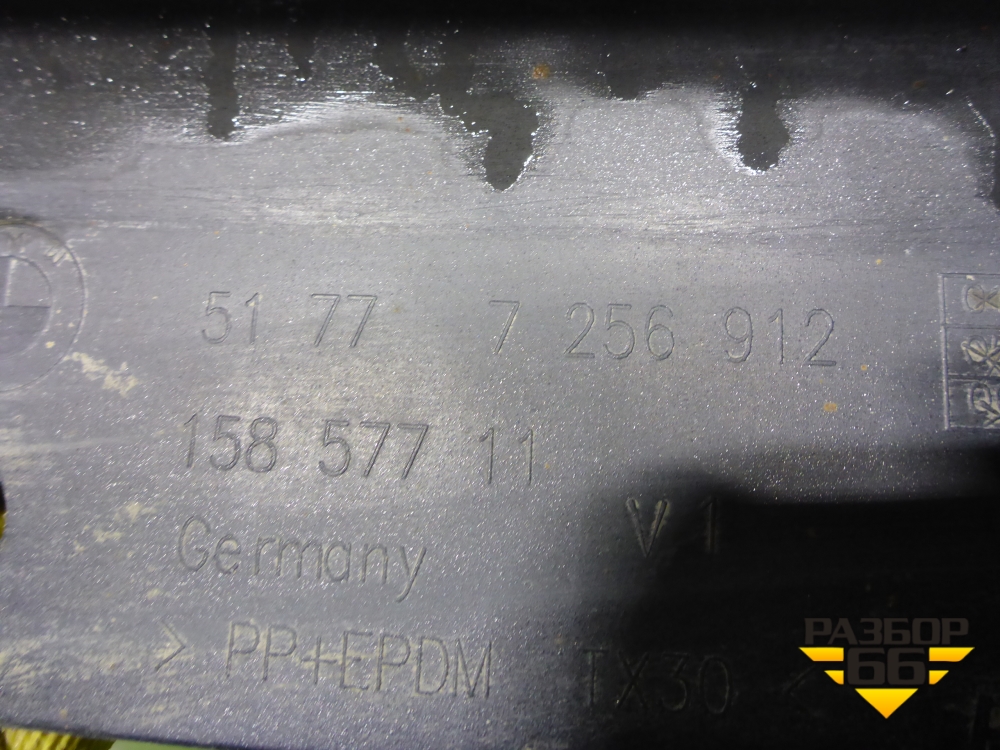 51 77 7 256 912
158 577 11
Germany V1
> PP+EPDM TX30 <
РАЗБОР
66